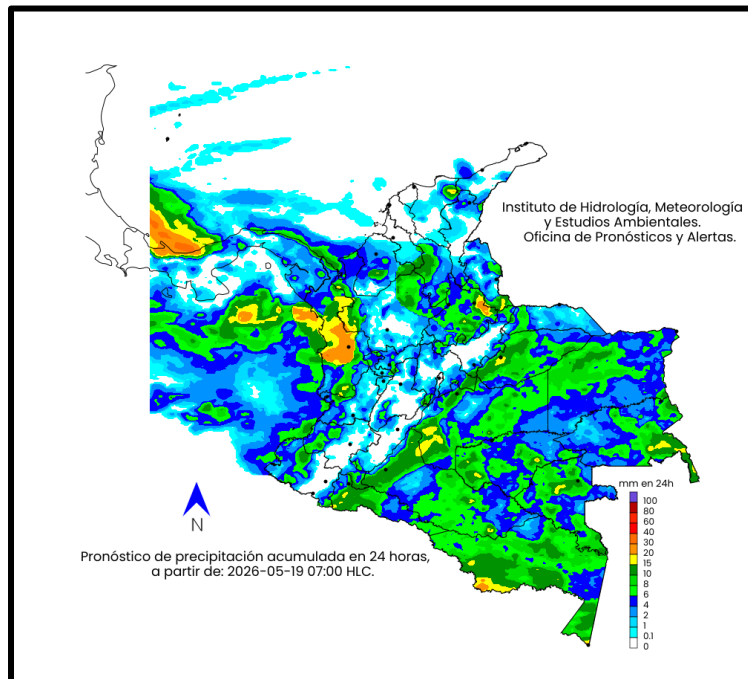 Instituto de Hidrología, Meteorología
y Estudios Ambientales.
Oficina de Pronósticos y Alertas.
mm en 24h
100
80
60
40
30
20
15
10
8
6
4
2
1
0.1
0
N
Pronóstico de precipitación acumulada en 24 horas,
a partir de: 2026-05-19 07:00 HLC.